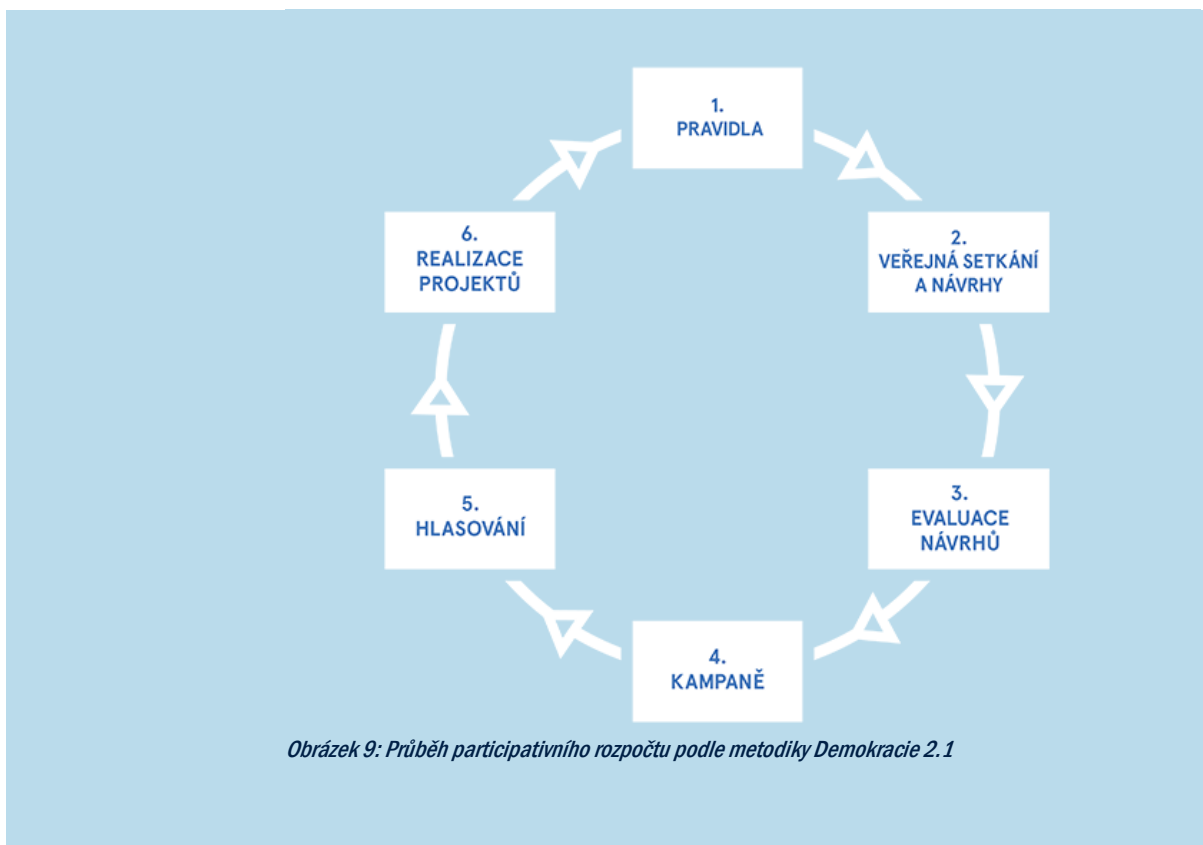 1.
PRAVIDLA
2.
VEŘEJNÁ SETKÁNÍ
A NÁVRHY
3.
EVALUACE
NÁVRHŮ
4.
KAMPANĚ
5.
HLASOVÁNÍ
6.
REALIZACE
PROJEKTŮ
Obrázek 9: Průběh participativního rozpočtu podle metodiky Demokracie 2.1